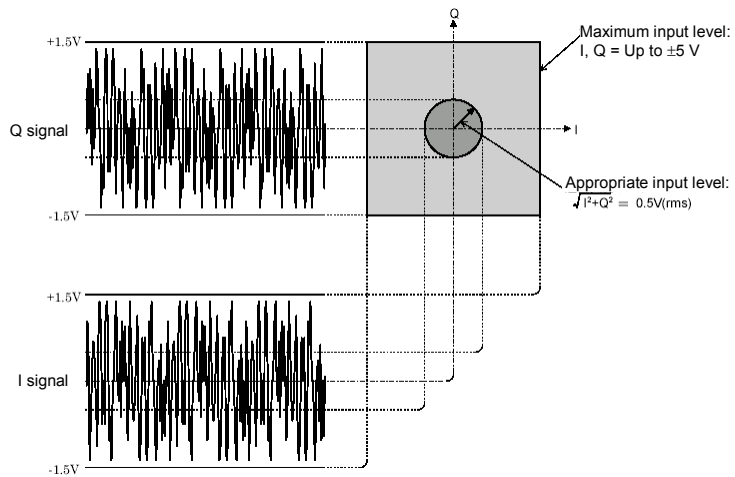 Q
+1.5V
Maximum input level:
I, Q = Up to ±5 V
Q signal
I
Appropriate input level:
√I²+Q² = 0.5V(rms)
-1.5V
+1.5V
I signal
-1.5V